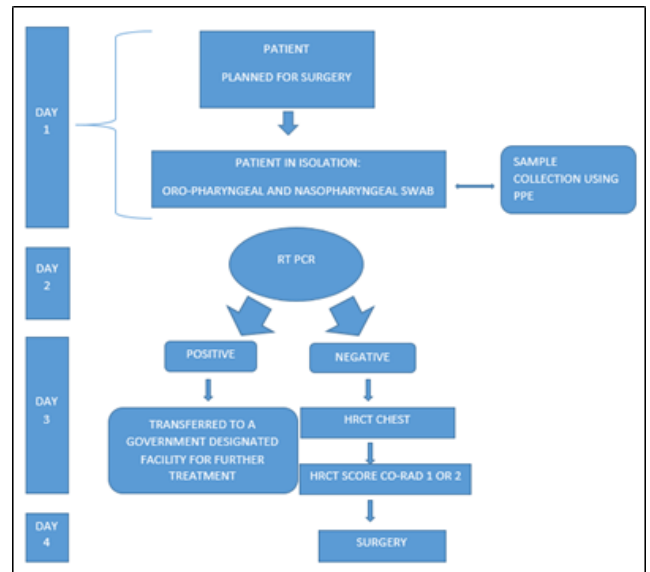 DAY
1
PATIENT
PLANNED FOR SURGERY
PATIENT IN ISOLATION:
ORO-PHARYNGEAL AND NASOPHARYNGEAL SWAB
SAMPLE
COLLECTION USING
PPE
DAY
2
RT PCR
DAY
3
POSITIVE
NEGATIVE
TRANSFERRED TO A
GOVERNMENT DESIGNATED
FACILITY FOR FURTHER
TREATMENT
HRCT CHEST
HRCT SCORE CO-RAD 1 OR 2
DAY
4
SURGERY